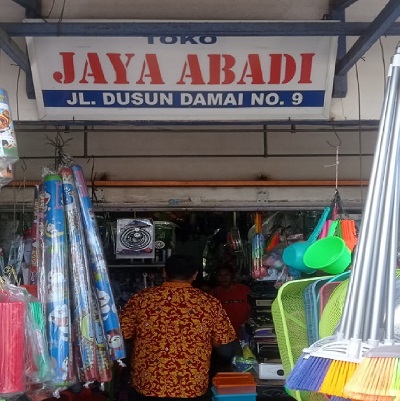 TOKO
JAYA ABADI
JL. DUSUN DAMAI NO. 9